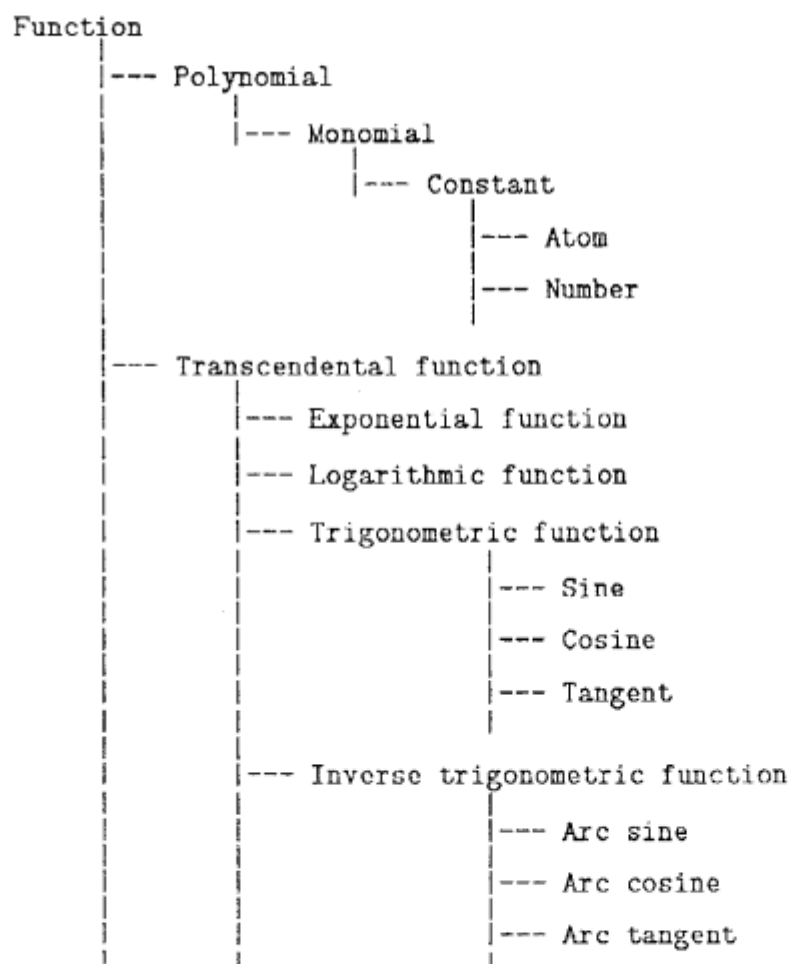 Function
|--- Polynomial
|--- Monomial
|--- Constant
|--- Atom
|--- Number
|--- Transcendental function
|--- Exponential function
|--- Logarithmic function
|--- Trigonometric function
|--- Sine
|--- Cosine
|--- Tangent
|--- Inverse trigonometric function
|--- Arc sine
|--- Arc cosine
|--- Arc tangent